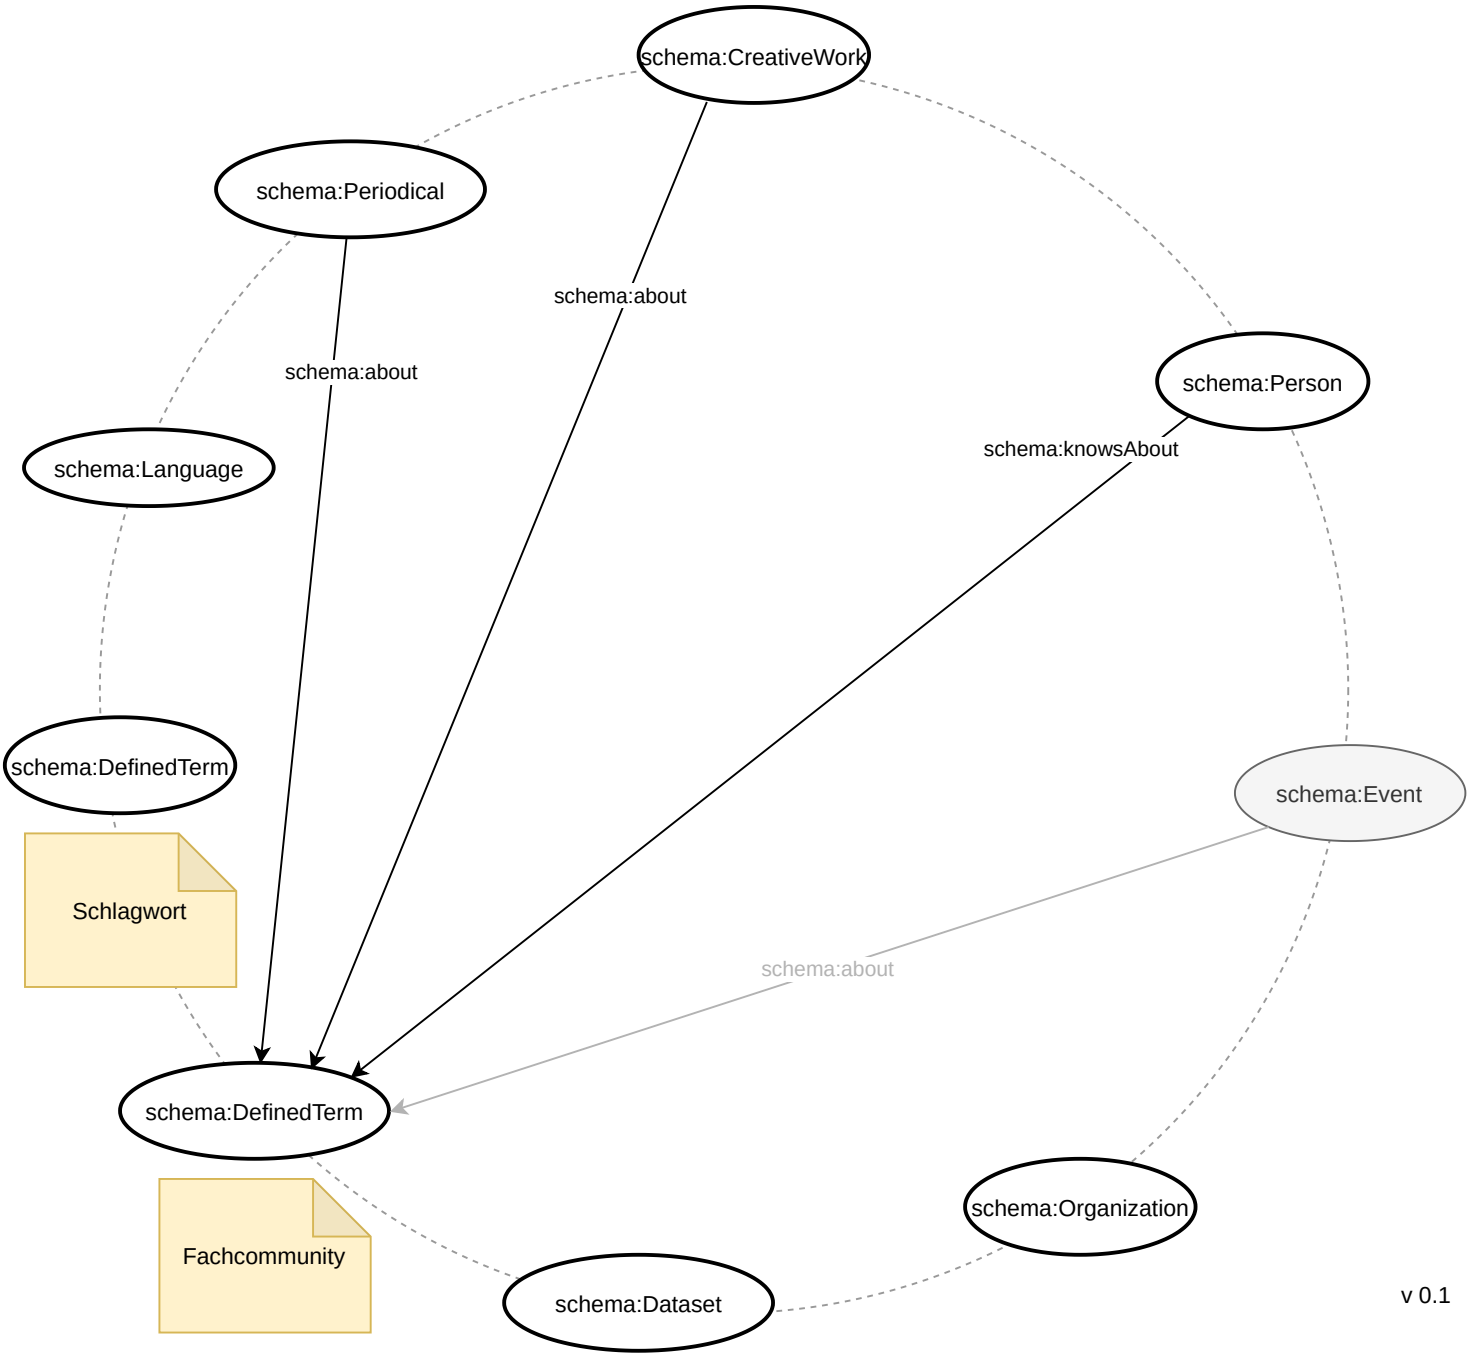 schema:CreativeWork
schema:Periodical
schema:about
schema:about
schema:Person
schema:knowsAbout
schema:Language
schema:DefinedTerm
schema:Event
Schlagwort
schema:about
schema:DefinedTerm
schema:Organization
Fachcommunity
schema:Dataset
v 0.1